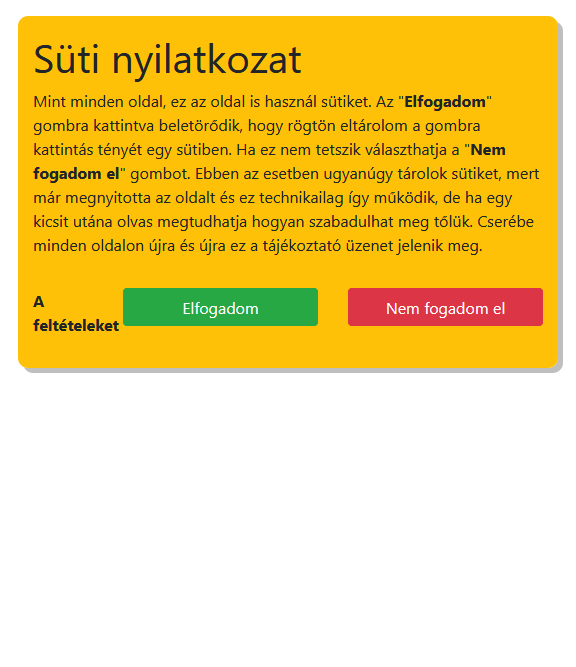 Süti nyilatkozat
Mint minden oldal, ez az oldal is használ sütiket. Az "Elfogadom"
gombra kattintva beletörődik, hogy rögtön eltárolom a gombra
kattintás tényét egy sütiben. Ha ez nem tetszik választhatja a "Nem
fogadom el" gombot. Ebben az esetben ugyanúgy tárolok sütiket, mert
már megnyitotta az oldalt és ez technikailag így működik, de ha egy
kicsit utána olvas megtudhatja hogyan szabadulhat meg tőlük. Cserébe
minden oldalon újra és újra ez a tájékoztató üzenet jelenik meg.
A
feltételeket
Elfogadom
Nem fogadom el